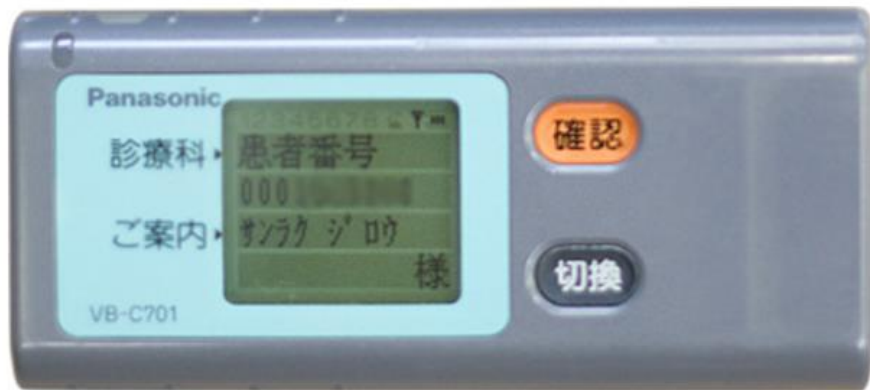 Panasonic
診療科
患者番号
000
ご案内
サンラク ジロウ
様
VB-C701
確認
切換